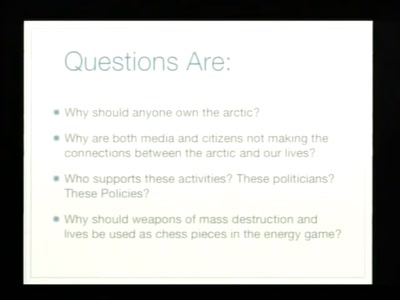 Questions Are:
Why should anyone own the arctic?
Why are both media and citizens not making the
connections between the arctic and our lives?
Who supports these activities? These politicians?
These Policies?
Why should weapons of mass destruction and
lives be used as chess pieces in the energy game?